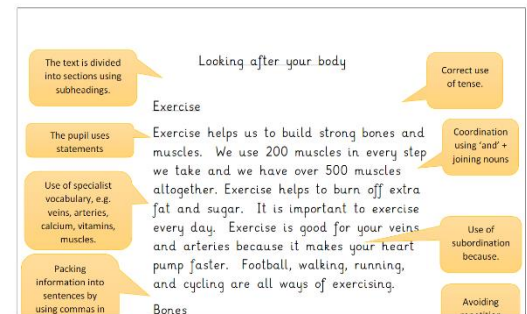 Looking after your body
The text is divided
into sections using
subheadings.
Correct use
of tense.
Exercise
The pupil uses
statements
Exercise helps us to build strong bones and
muscles. We use 200 muscles in every step
we take and we have over 500 muscles
altogether. Exercise helps to burn off extra
fat and sugar. It is important to exercise
every day. Exercise is good for your veins
and arteries because it makes your heart
pump faster. Football, walking, running,
and cycling are all ways of exercising.
Coordination
using 'and' +
joining nouns
Use of specialist
vocabulary, e.g.
veins, arteries,
calcium, vitamins,
muscles.
Use of
subordination
because.
Packing
information into
sentences by
using commas in
Bones
Avoiding